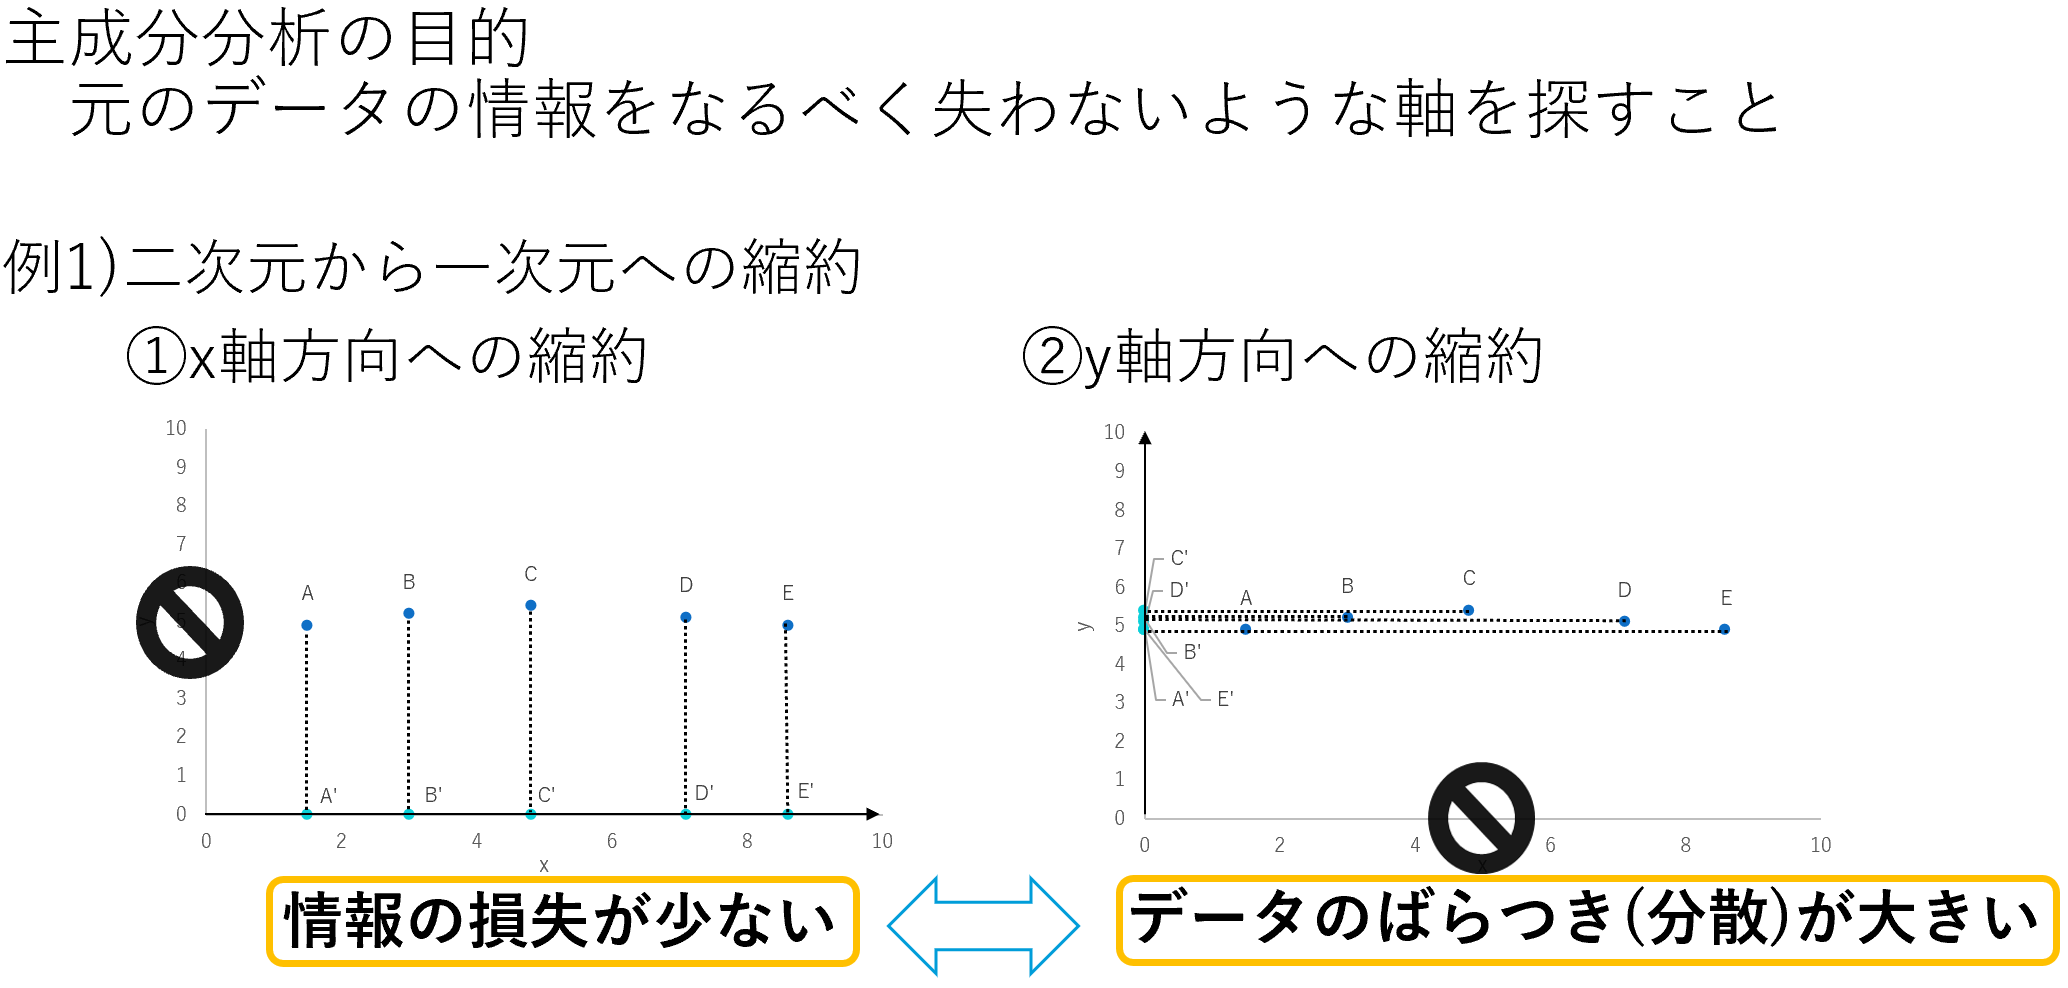 主成分分析の目的
元のデータの情報をなるべく失わないような軸を探すこと
例1)二次元から一次元への縮約
①x軸方向への縮約
10
9
8
7
6
5
4
3
2
1
0
y
A
B
C
D
E
A'
B'
C'
D'
E'
0 2 4 6 8 10
x
②y軸方向への縮約
10
9
8
7
6
5
4
3
2
1
0
y
C'
D'
A
B
C
D
E
B'
A'
E'
0 2 4 6 8 10
x
情報の損失が少ない
データのばらつき(分散)が大きい